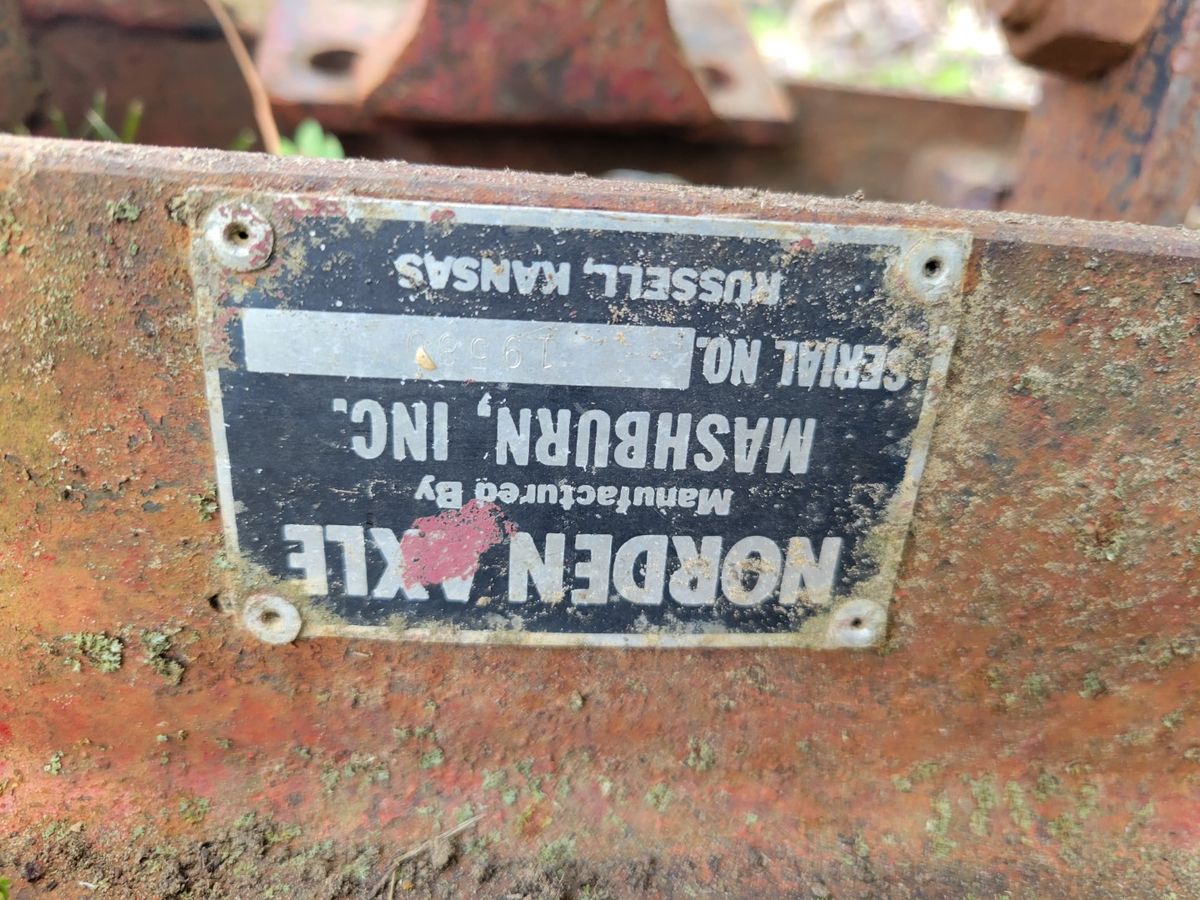 NORDEN AXLE
Manufactured By
MASHBURN, INC.
SERIAL NO.
RUSSELL, KANSAS